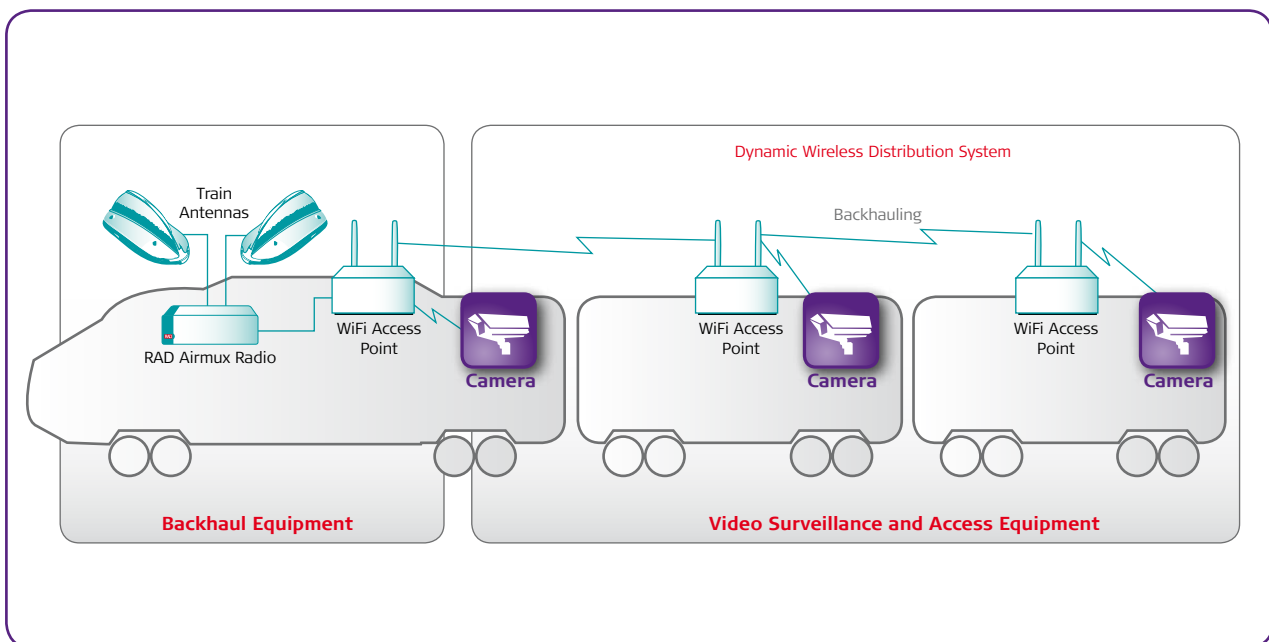 Dynamic Wireless Distribution System
Train
Antennas
Backhauling
RAD Airmux Radio
WiFi Access
Point
Camera
WiFi Access
Point
Camera
WiFi Access
Point
Camera
Backhaul Equipment
Video Surveillance and Access Equipment